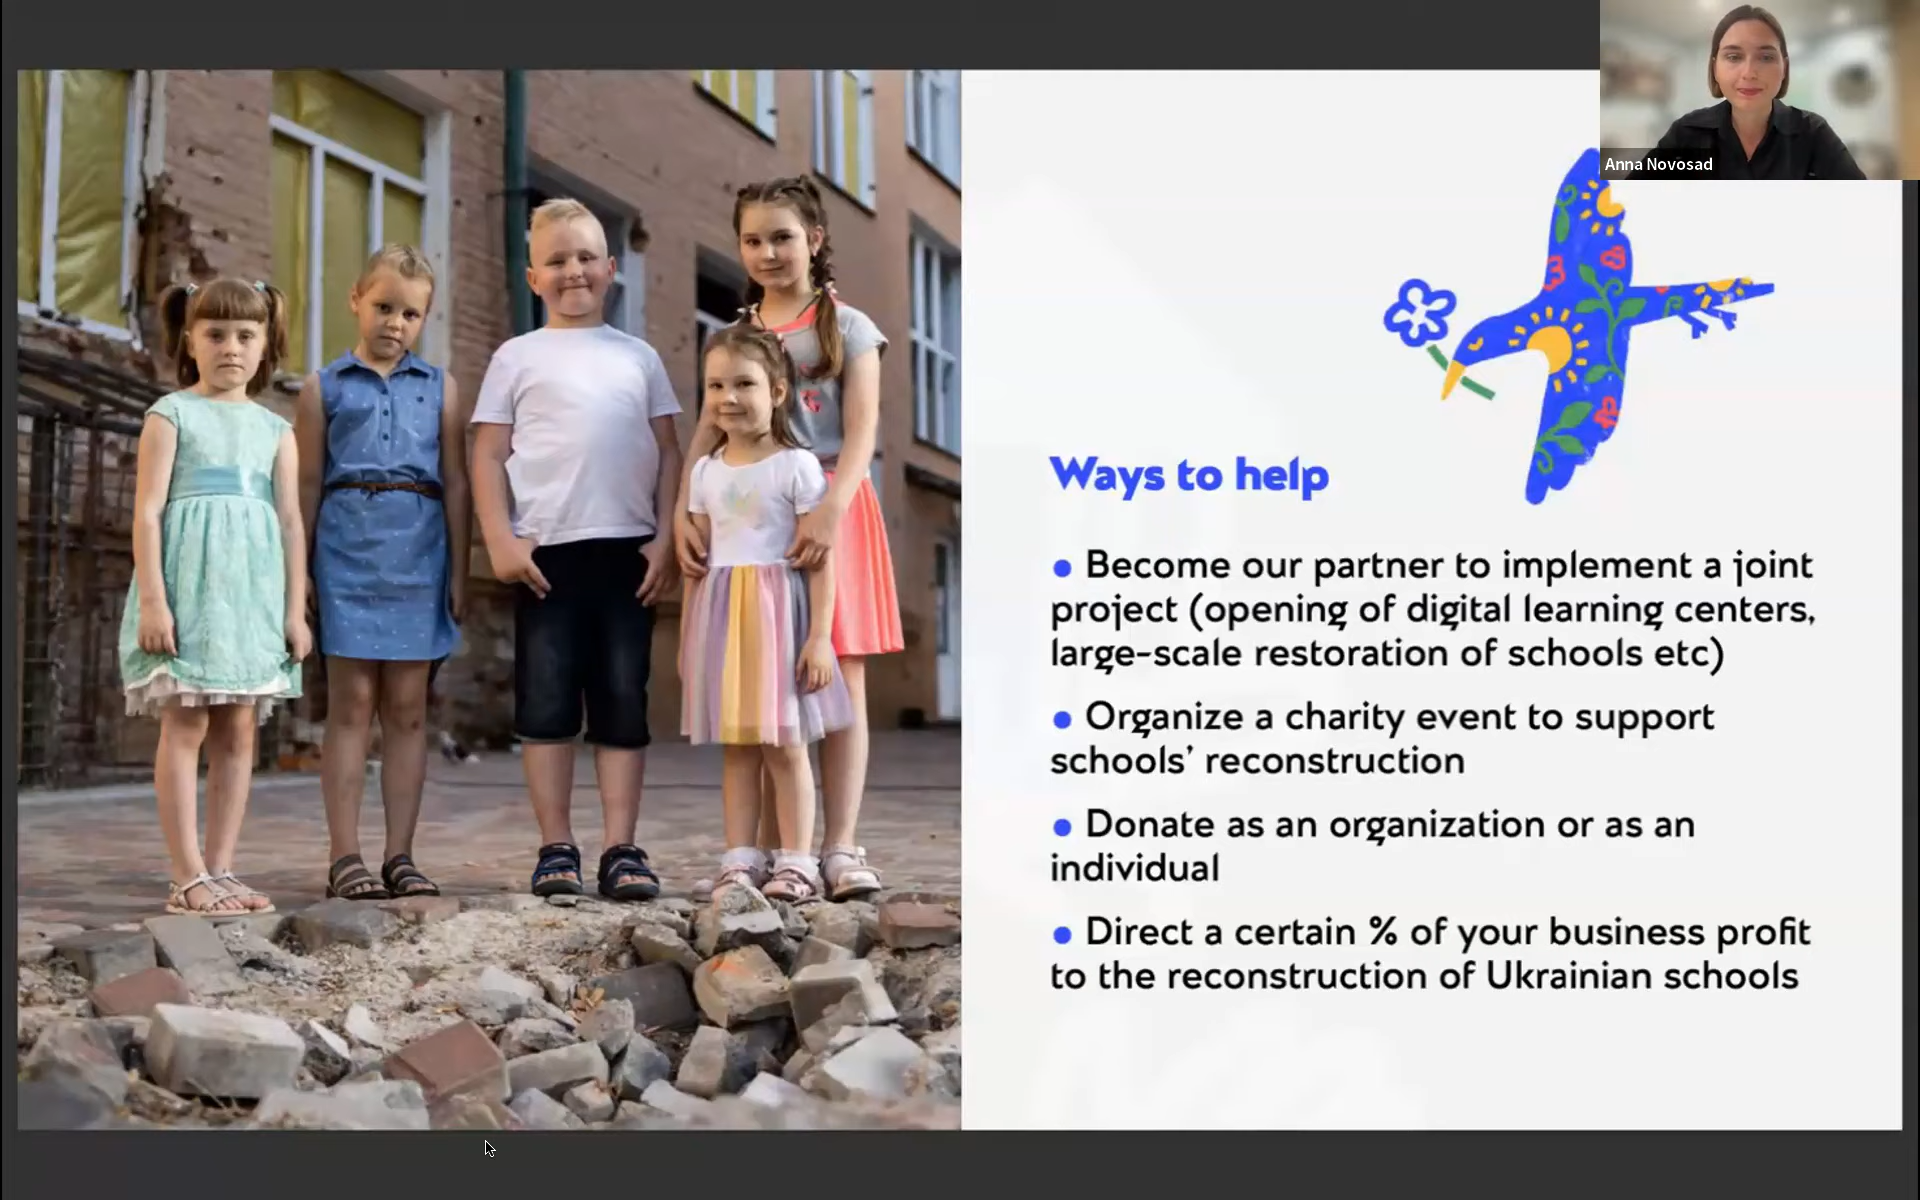 Anna Novosad
Ways to help
• Become our partner to implement a joint
project (opening of digital learning centers,
large-scale restoration of schools etc)
• Organize a charity event to support
schools’ reconstruction
• Donate as an organization or as an
individual
• Direct a certain % of your business profit
to the reconstruction of Ukrainian schools